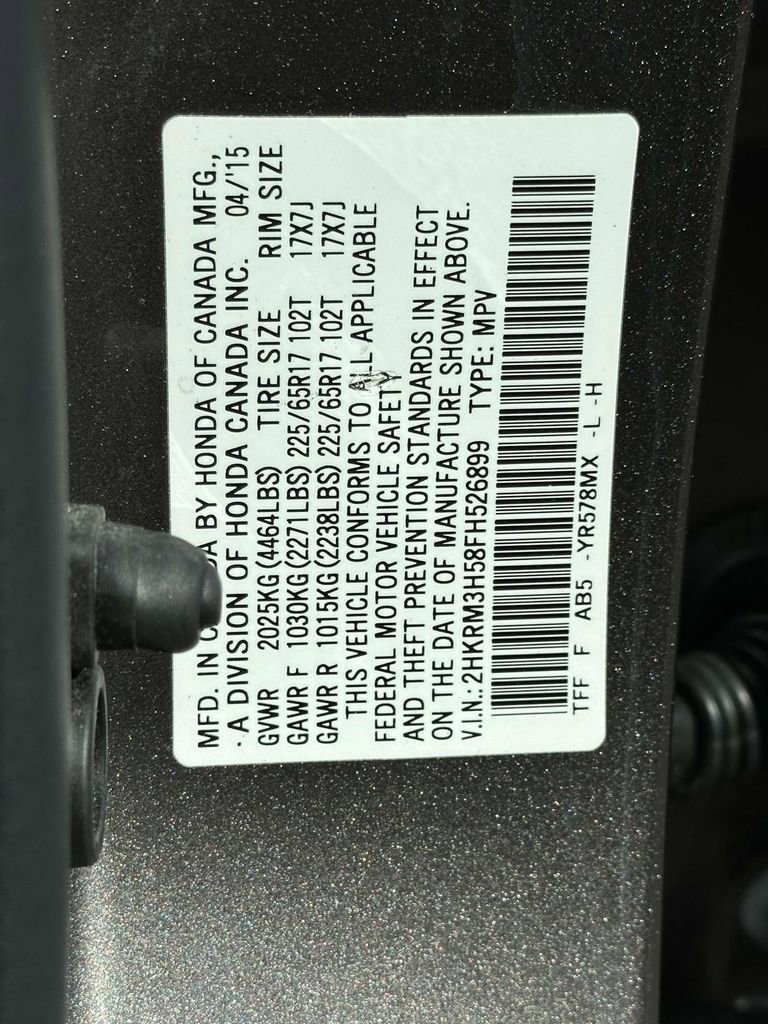 MFD. IN BY HONDA OF CANADA MFG.,
· A DIVISION OF HONDA CANADA INC. 04/'15
GVWR 2025KG(4464LBS) TIRE SIZE RIM SIZE
GAWR F 1030KG(2271LBS) 225/65R17 102T 17X7J
GAWR R 1015KG(2238LBS) 225/65R17 102T 17X7J
THIS VEHICLE CONFORMS TO APPLICABLE
FEDERAL MOTOR VEHICLE SAFETY
AND THEFT PREVENTION STANDARDS IN EFFECT
ON THE DATE OF MANUFACTURE SHOWN ABOVE.
V.I.N.: 2HKRM3H58FH526899 TYPE: MPV
TFF F AB5 -YR578MX -L -H